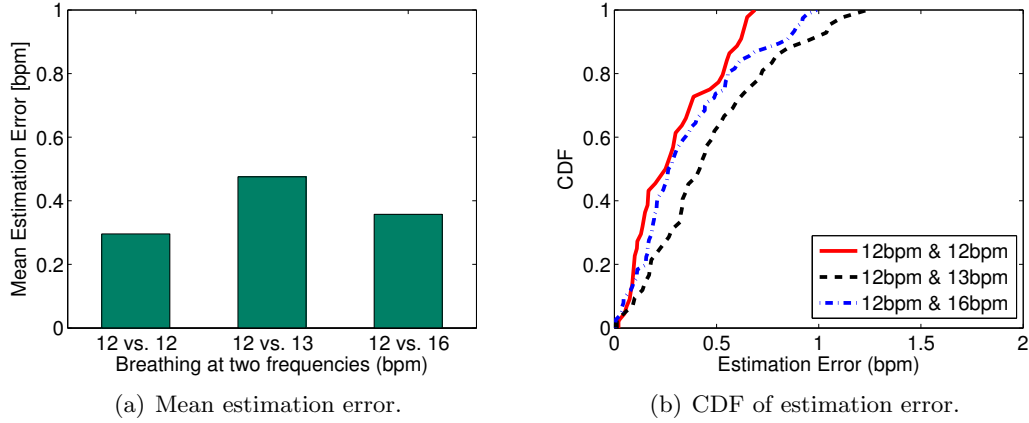 Mean Estimation Error [bpm]
1
0.8
0.6
0.4
0.2
0
12 vs. 12 12 vs. 13 12 vs. 16
Breathing at two frequencies (bpm)
(a) Mean estimation error.
CDF
1
0.8
0.6
0.4
0.2
0
0 0.5 1 1.5 2
Estimation Error (bpm)
12bpm & 12bpm
12bpm & 13bpm
12bpm & 16bpm
(b) CDF of estimation error.